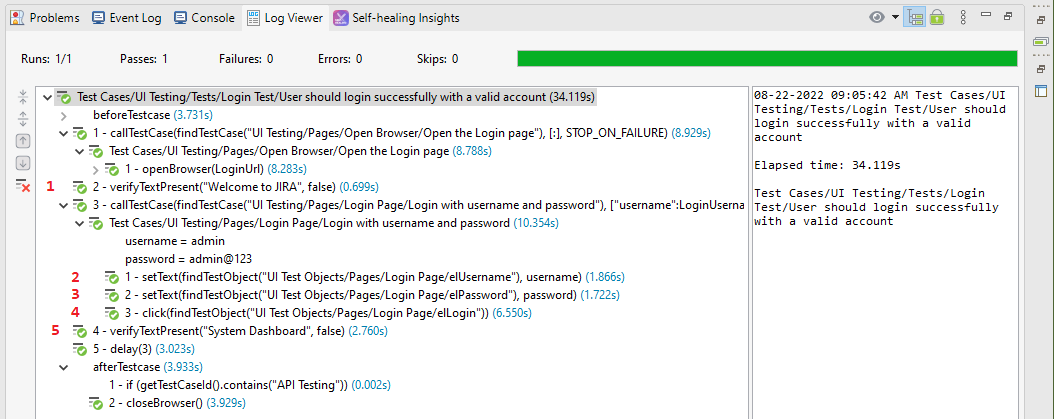 Problems Event Log Console Log Viewer Self-healing Insights
Runs: 1/1 Passes: 1 Failures: 0 Errors: 0 Skips: 0
Test Cases/UI Testing/Tests/Login Test/User should login successfully with a valid account (34.119s)
beforeTestcase (3.731s)
1 - callTestCase(findTestCase("UI Testing/Pages/Open Browser/Open the Login page"), [:], STOP_ON_FAILURE) (8.929s)
Test Cases/UI Testing/Pages/Open Browser/Open the Login page (8.788s)
1 - openBrowser(LoginUrl) (8.283s)
1 2 - verifyTextPresent("Welcome to JIRA", false) (0.699s)
3 - callTestCase(findTestCase("UI Testing/Pages/Login Page/Login with username and password"), ["username":LoginUserna
Test Cases/UI Testing/Pages/Login Page/Login with username and password (10.354s)
username = admin
password = admin@123
2 1 - setText(findTestObject("UI Test Objects/Pages/Login Page/elUsername"), username) (1.866s)
3 2 - setText(findTestObject("UI Test Objects/Pages/Login Page/elPassword"), password) (1.722s)
4 3 - click(findTestObject("UI Test Objects/Pages/Login Page/elLogin")) (6.550s)
5 4 - verifyTextPresent("System Dashboard", false) (2.760s)
5 - delay(3) (3.023s)
afterTestcase (3.933s)
1 - if (getTestCaseId().contains("API Testing")) (0.002s)
2 - closeBrowser() (3.929s)
08-22-2022 09:05:42 AM Test Cases/UI
Testing/Tests/Login Test/User should
login successfully with a valid
account
Elapsed time: 34.119s
Test Cases/UI Testing/Tests/Login
Test/User should login successfully
with a valid account